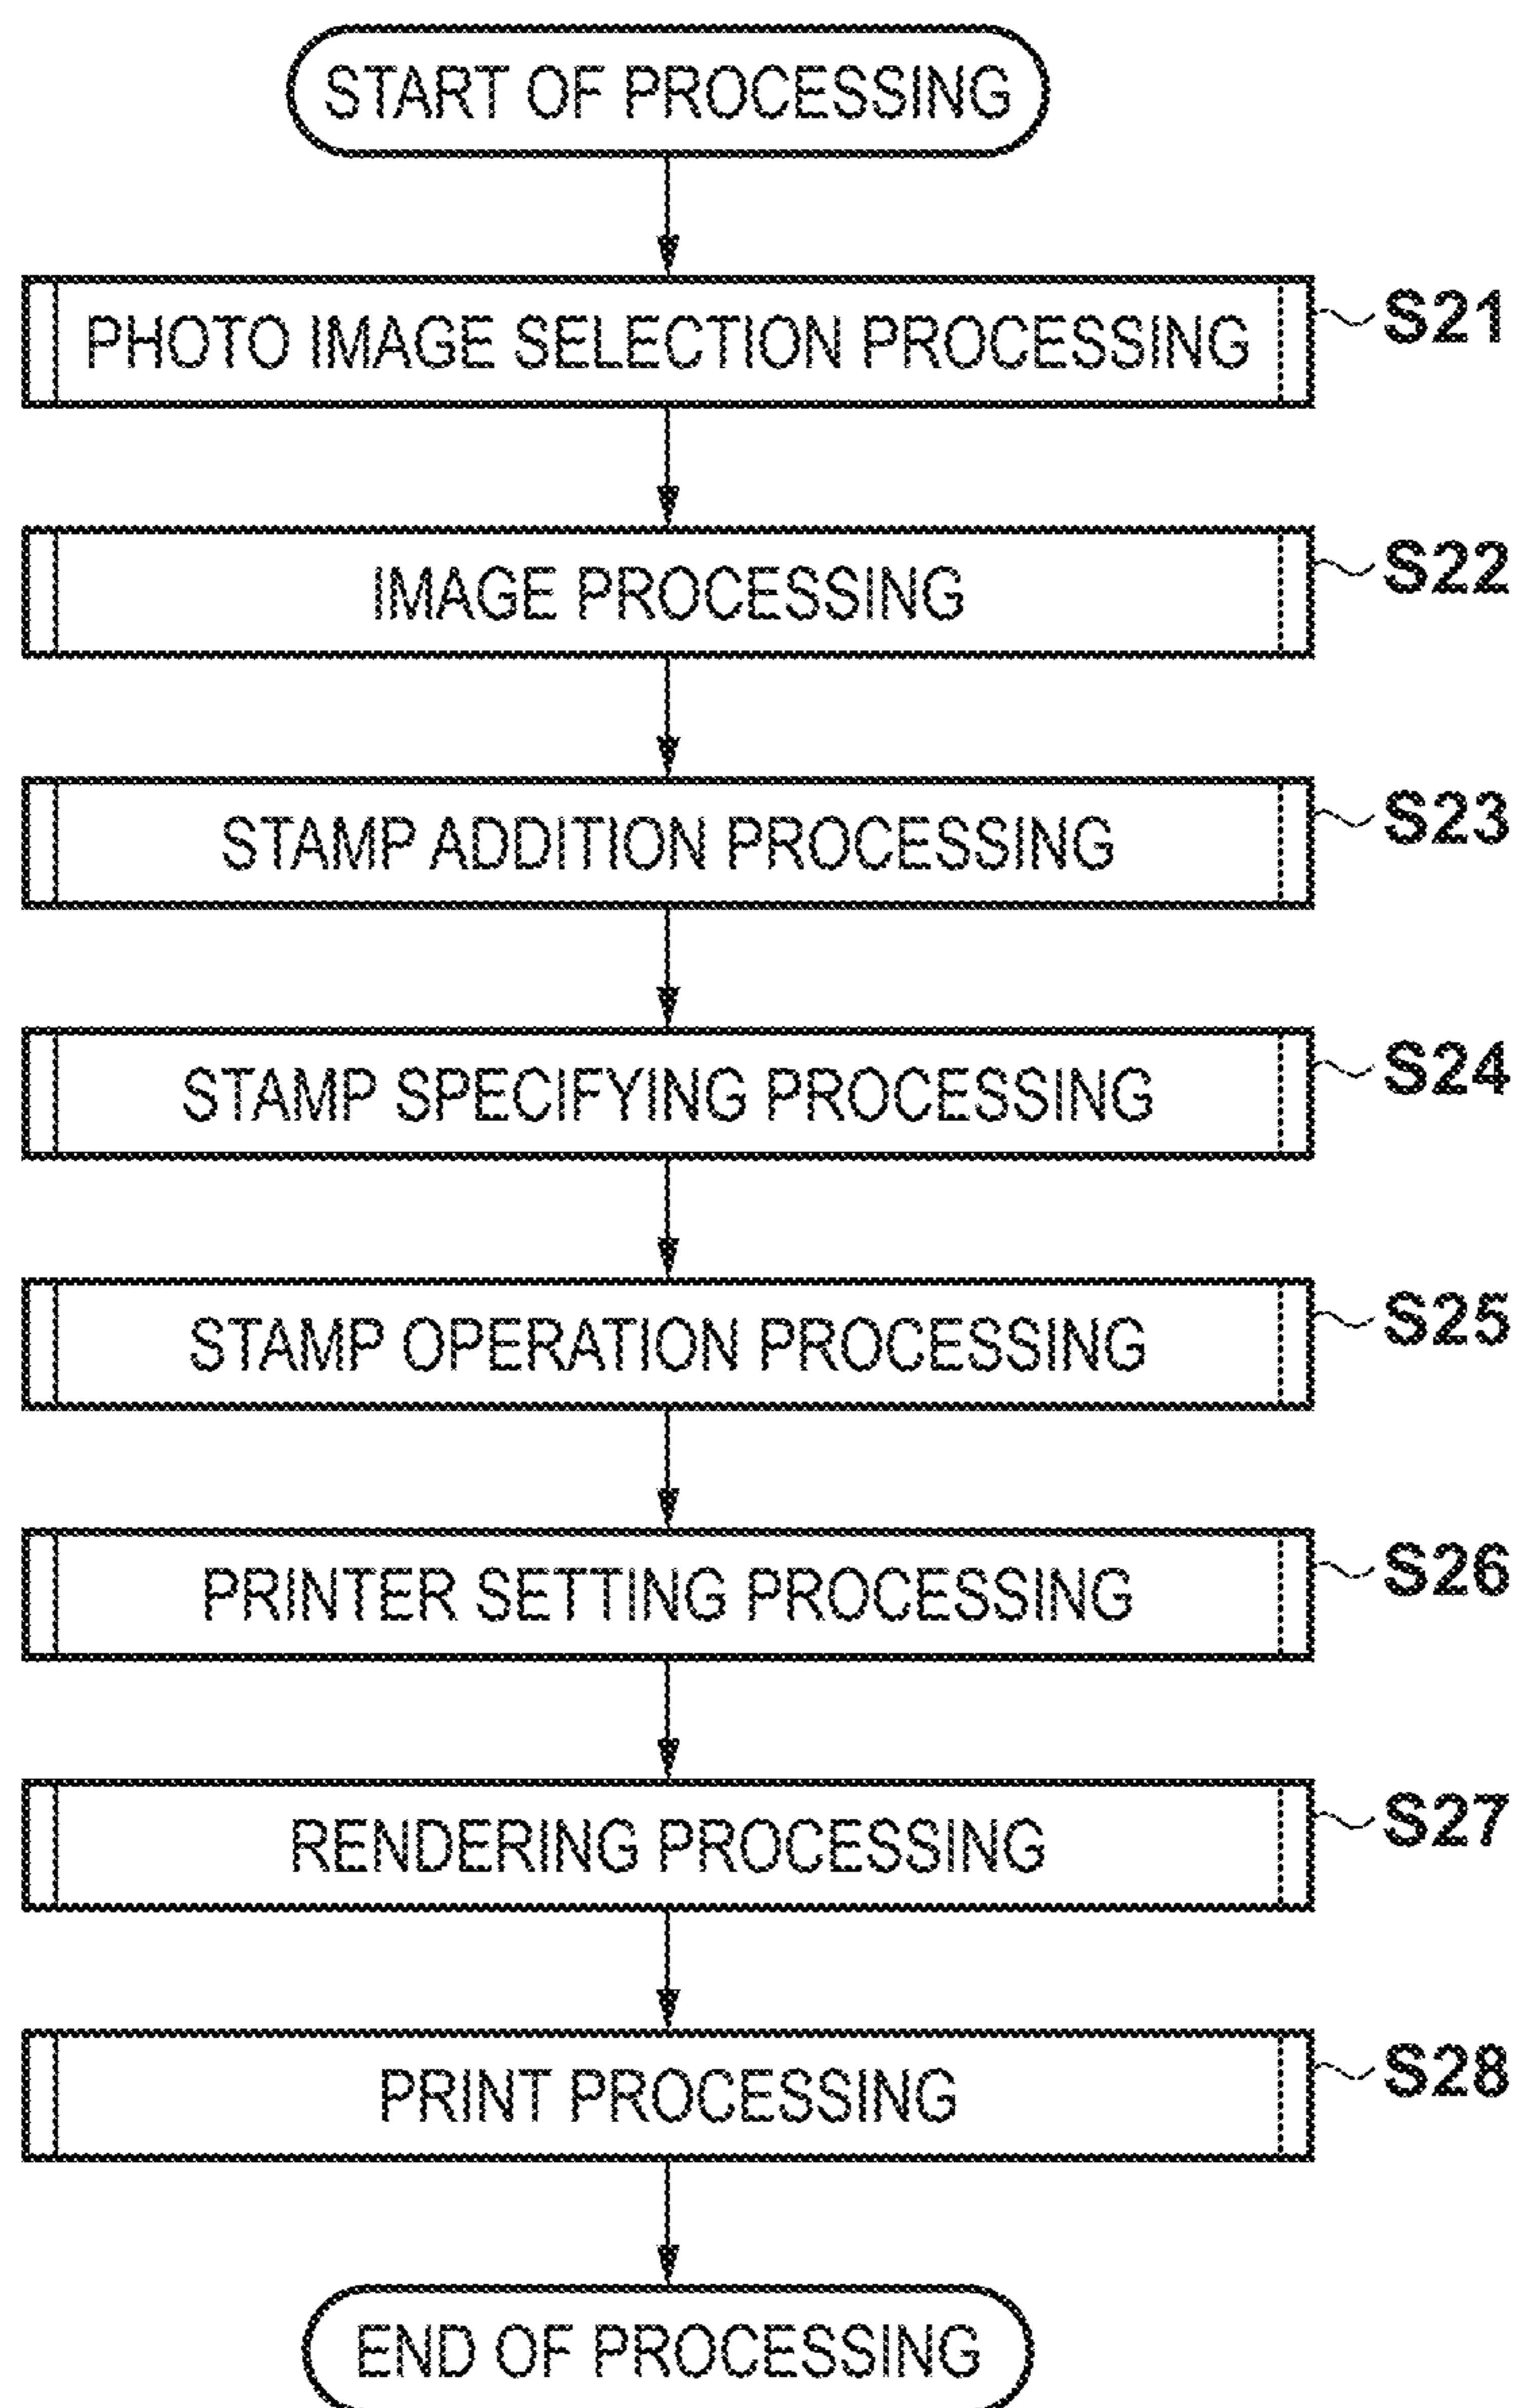 START OF PROCESSING
PHOTO IMAGE SELECTION PROCESSING S21
IMAGE PROCESSING S22
STAMP ADDITION PROCESSING S23
STAMP SPECIFYING PROCESSING S24
STAMP OPERATION PROCESSING S25
PRINTER SETTING PROCESSING S26
RENDERING PROCESSING S27
PRINT PROCESSING S28
END OF PROCESSING